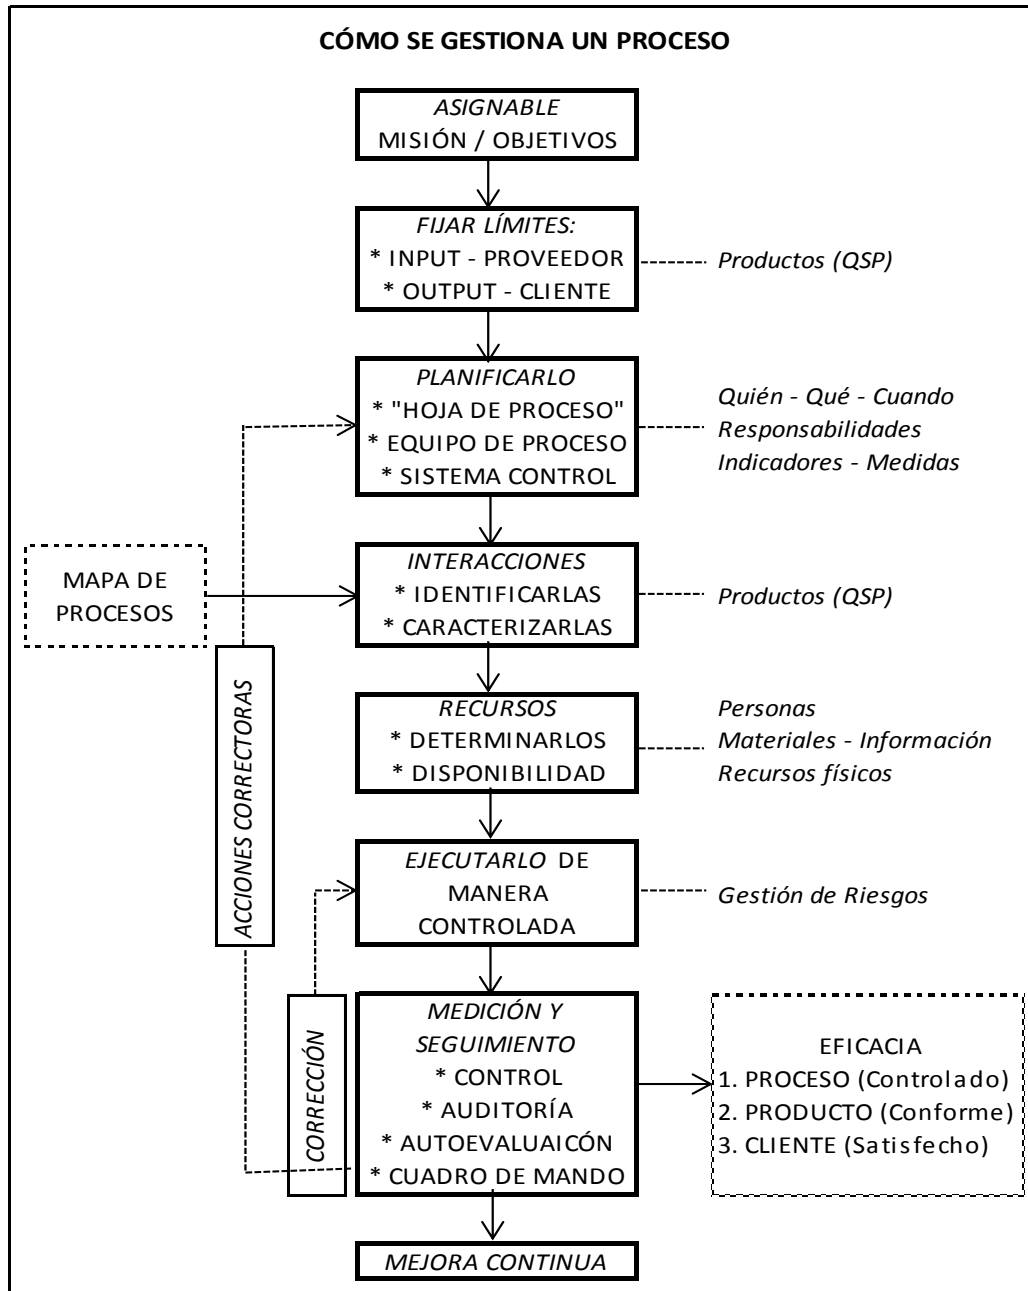 CÓMO SE GESTIONA UN PROCESO
ASIGNABLE
MISIÓN / OBJETIVOS
FIJAR LÍMITES:
* INPUT - PROVEEDOR
* OUTPUT - CLIENTE
Productos (QSP)
PLANIFICARLO
* "HOJA DE PROCESO"
* EQUIPO DE PROCESO
* SISTEMA CONTROL
Quién - Qué - Cuando
Responsabilidades
Indicadores - Medidas
MAPA DE
PROCESOS
INTERACCIONES
* IDENTIFICARLAS
* CARACTERIZARLAS
Productos (QSP)
ACCIONES CORRECTORAS
RECURSOS
* DETERMINARLOS
* DISPONIBILIDAD
Personas
Materiales - Información
Recursos físicos
EJECUTARLO DE
MANERA
CONTROLADA
Gestión de Riesgos
CORRECCIÓN
MEDICIÓN Y
SEGUIMIENTO
* CONTROL
* AUDITORÍA
* AUTOEVALUAICÓN
* CUADRO DE MANDO
EFICACIA
1. PROCESO (Controlado)
2. PRODUCTO (Conforme)
3. CLIENTE (Satisfecho)
MEJORA CONTINUA